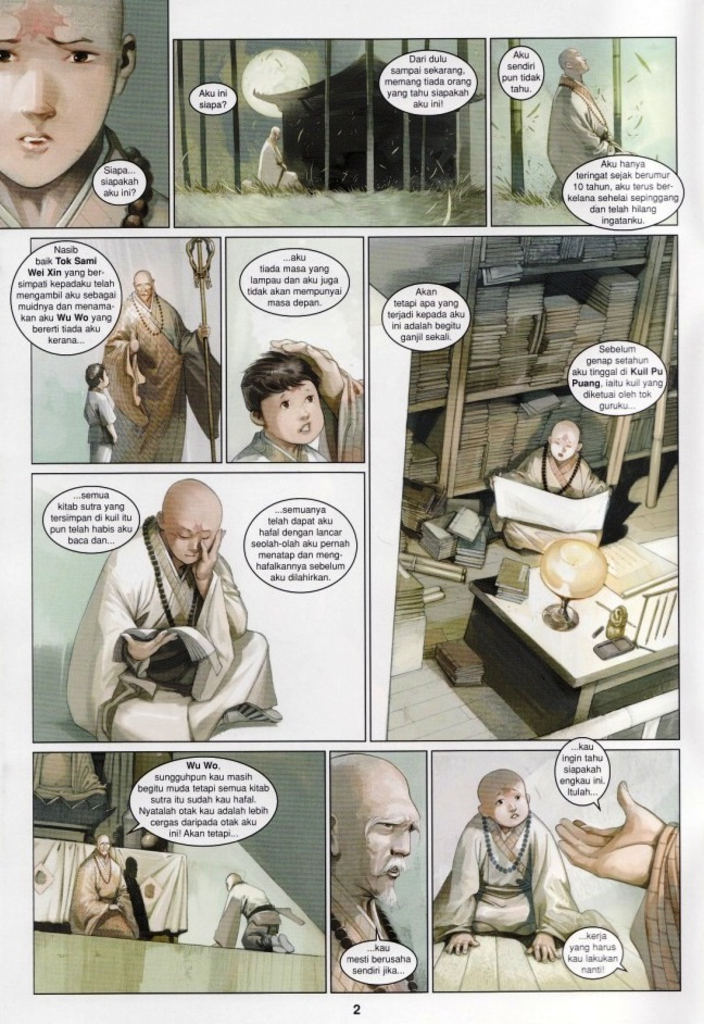 Siapa...
siapakah
aku ini?
Aku ini
siapa?
Dari dulu
sampai sekarang,
memang tiada orang
yang tahu siapakah
aku ini!
Aku
sendiri
pun tidak
tahu.
Aku hanya
teringat sejak berumur
10 tahun, aku terus ber-
kelana sehelai sepinggang
dan telah hilang
ingatanku.
Nasib
baik Tok Sami
Wei Xin yang ber-
simpati kepadaku telah
mengambil aku sebagai
muidnya dan menama-
kan aku Wu Wo yang
bererti tiada aku
kerana...
...aku
tiada masa yang
lampau dan aku juga
tidak akan mempunyai
masa depan.
Akan
tetapi apa yang
terjadi kepada aku
ini adalah begitu
ganjil sekali.
Sebelum
genap setahun
aku tinggal di Kuil Pu
Puang, iaitu kuil yang
diketuai oleh tok
guruku...
...semua
kitab sutra yang
tersimpan di kuil itu
pun telah habis aku
baca dan...
...semuanya
telah dapat aku
hafal dengan lancar
seolah-olah aku pernah
menatap dan meng-
hafalkannya sebelum
aku dilahirkan.
Wu Wo,
sungguhpun kau masih
begitu muda tetapi semua kitab
sutra itu sudah kau hafal.
Nyatalah otak kau adalah lebih
cergas daripada otak aku
ini! Akan tetapi...
...kau
mesti berusaha
sendiri jika...
...kau
ingin tahu
siapakah
engkau ini.
Itulah...
...kerja
yang harus
kau lakukan
nanti!
2